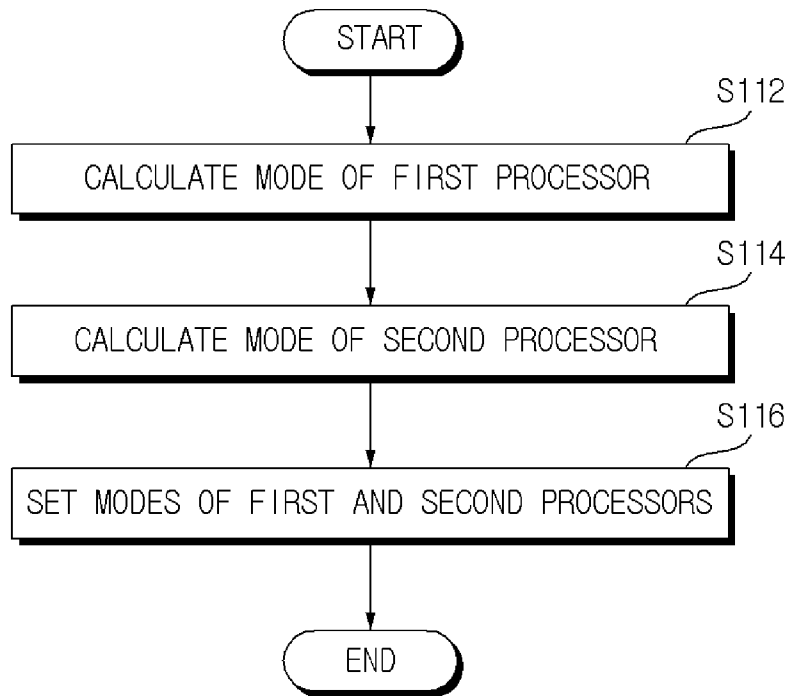 START
S112
CALCULATE MODE OF FIRST PROCESSOR
S114
CALCULATE MODE OF SECOND PROCESSOR
S116
SET MODES OF FIRST AND SECOND PROCESSORS
END